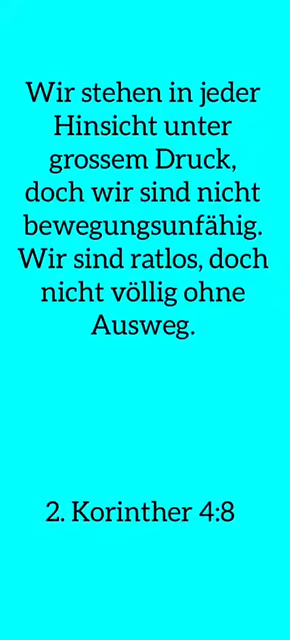 Wir stehen in jeder
Hinsicht unter
grossem Druck,
doch wir sind nicht
bewegungsunfähig.
Wir sind ratlos, doch
nicht völlig ohne
Ausweg.
2. Korinther 4:8